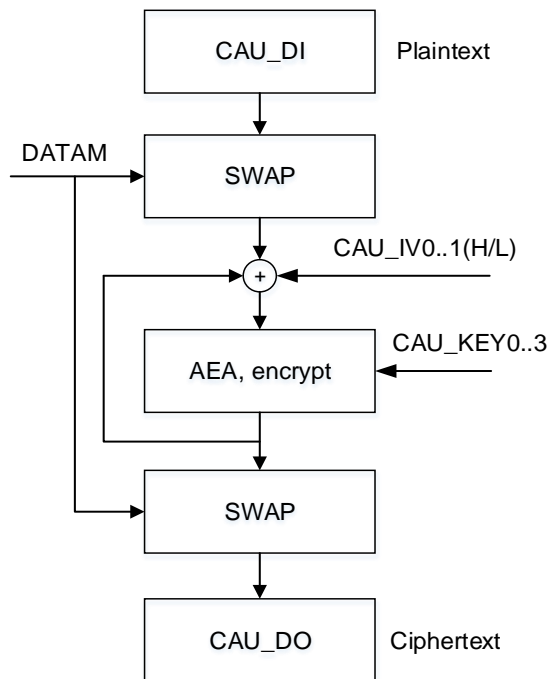 CAU_DI
Plaintext
DATAM
SWAP
CAU_IV0..1(H/L)
+
CAU_KEY0..3
AEA, encrypt
SWAP
CAU_DO
Ciphertext